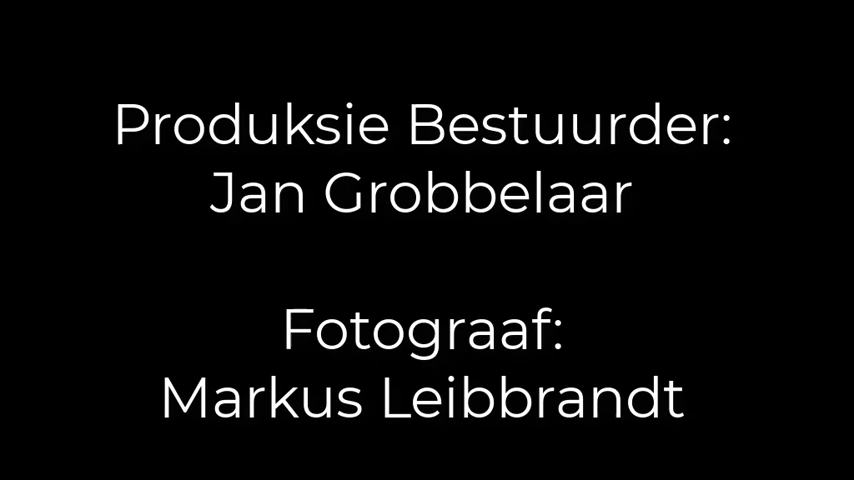 Produksie Bestuurder:
Jan Grobbelaar
Fotograaf:
Markus Leibbrandt